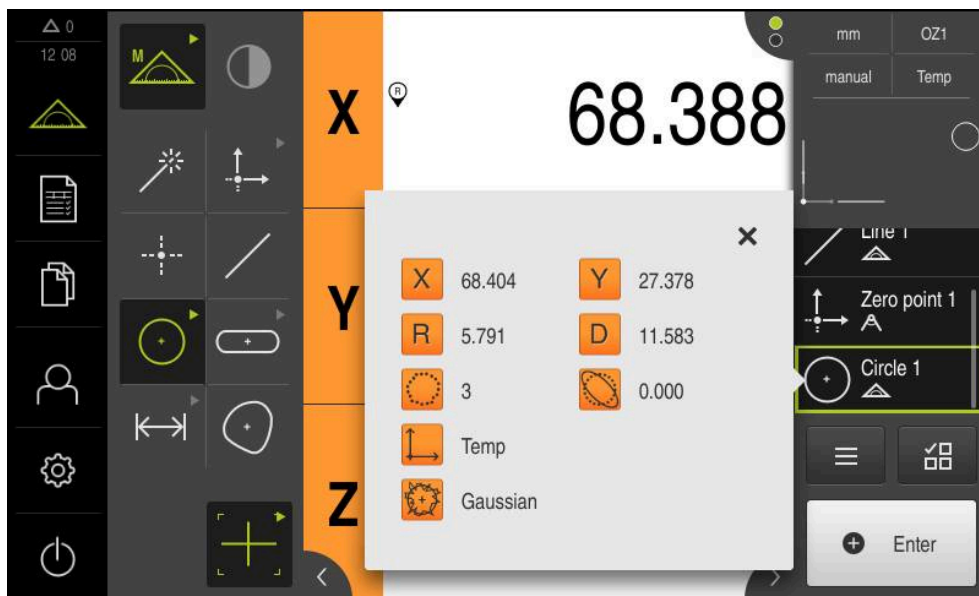 0
12 08
M
X
R
68.388
mm
OZ1
manual
Temp
Y
Z
X
68.404
Y
27.378
R
5.791
D
11.583
3
0.000
Temp
Gaussian
Line 1
Zero point 1
Circle 1
Enter